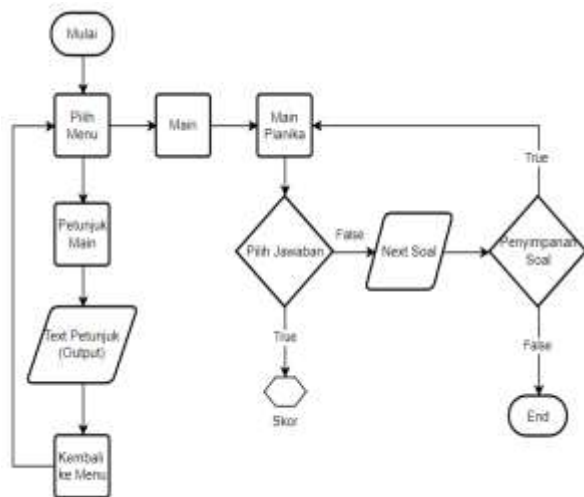 Mulai
Pilih
Menu
Main
Main
Pianika
True
Petunjuk
Main
Pilih Jawaban
False
Next Soal
Penyimpanan
Soal
Text Petunjuk
(Output)
True
False
Skor
End
Kembali
ke Menu